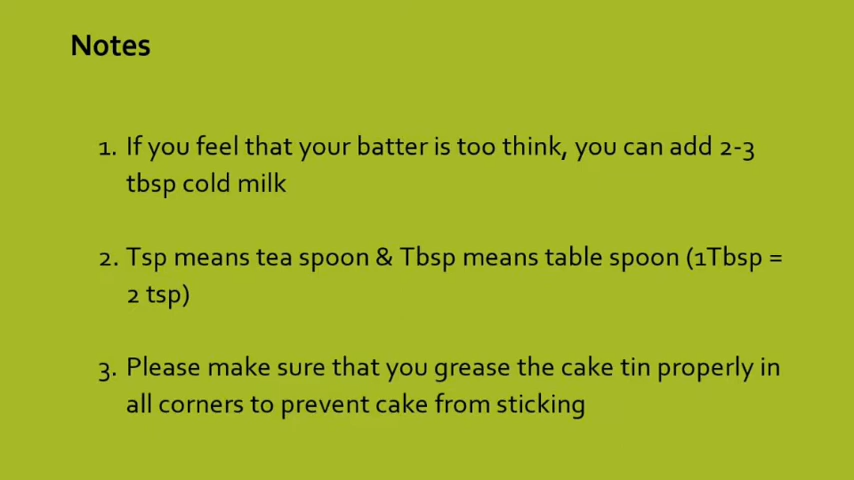 Notes
1. If you feel that your batter is too think, you can add 2-3
tbsp cold milk
2. Tsp means tea spoon & Tbsp means table spoon (1Tbsp =
2 tsp)
3. Please make sure that you grease the cake tin properly in
all corners to prevent cake from sticking